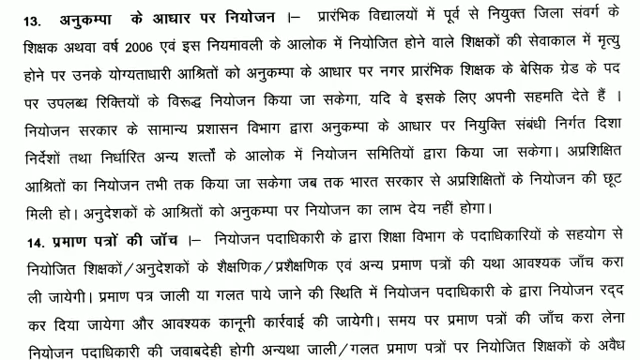 13. अनुकम्पा के आधार पर नियोजन ।– प्रारंभिक विद्यालयों में पूर्व से नियुक्त जिला संवर्ग के
शिक्षक अथवा वर्ष 2006 एवं इस नियमावली के आलोक में नियोजित होने वाले शिक्षकों की सेवाकाल में मृत्यु
होने पर उनके योग्यताधारी आश्रितों को अनुकम्पा के आधार पर नगर प्रारंभिक शिक्षक के बेसिक ग्रेड के पद
पर उपलब्ध रिक्तियों के विरूद्ध नियोजन किया जा सकेगा, यदि वे इसके लिए अपनी सहमति देते हैं ।
नियोजन सरकार के सामान्य प्रशासन विभाग द्वारा अनुकम्पा के आधार पर नियुक्ति संबंधी निर्गत दिशा
निर्देशों तथा निर्धारित अन्य शर्त्तों के आलोक में नियोजन समितियों द्वारा किया जा सकेगा। अप्रशिक्षित
आश्रितों का नियोजन तभी तक किया जा सकेगा जब तक भारत सरकार से अप्रशिक्षितों के नियोजन की छूट
मिली हो। अनुदेशकों के आश्रितों को अनुकम्पा पर नियोजन का लाभ देय नहीं होगा।
14. प्रमाण पत्रों की जाँच ।– नियोजन पदाधिकारी के द्वारा शिक्षा विभाग के पदाधिकारियों के सहयोग से
नियोजित शिक्षकों/अनुदेशकों के शैक्षणिक/प्रशैक्षणिक एवं अन्य प्रमाण पत्रों की यथा आवश्यक जाँच करा
ली जायेगी। प्रमाण पत्र जाली या गलत पाये जाने की स्थिति में नियोजन पदाधिकारी के द्वारा नियोजन रद्द
कर दिया जायेगा और आवश्यक कानूनी कार्रवाई की जायेगी। समय पर प्रमाण पत्रों की जाँच करा लेना
नियोजन पदाधिकारी की जवाबदेही होगी अन्यथा जाली/गलत प्रमाण पत्रों पर नियोजित शिक्षकों के अवैध